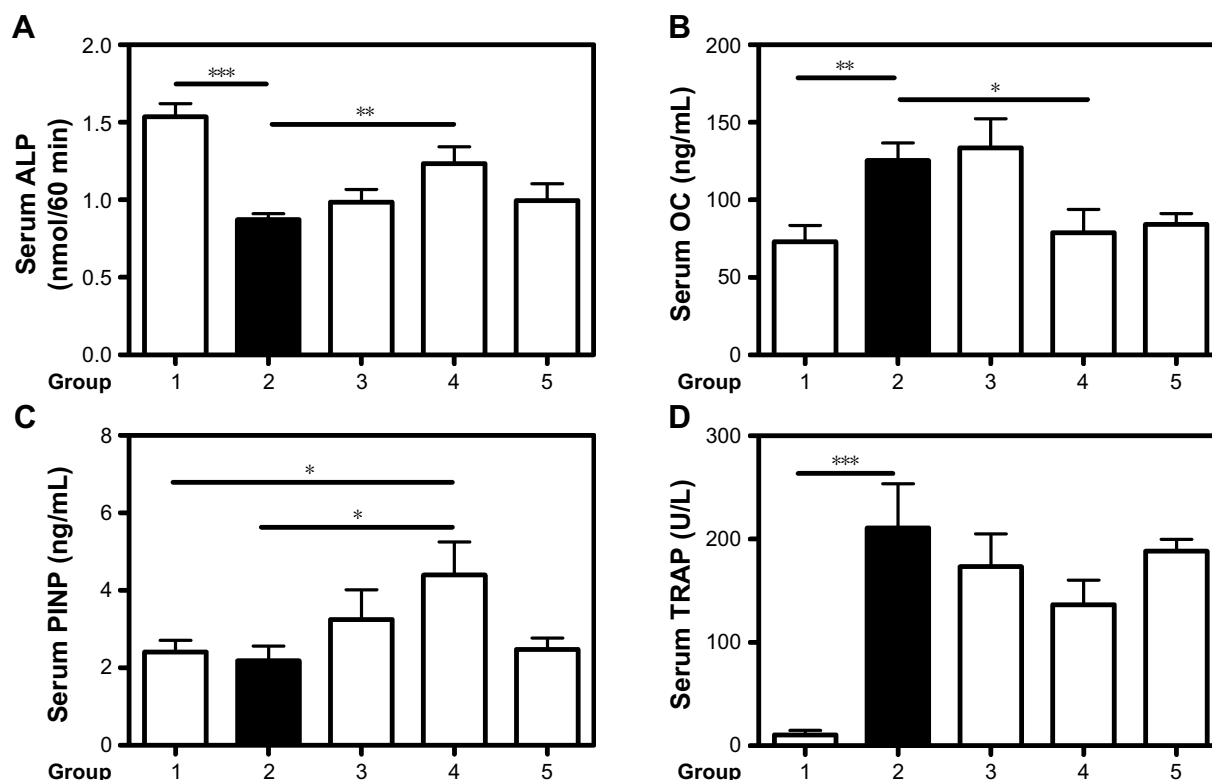 A
Serum ALP
(nmol/60 min)
2.0
1.5
1.0
0.5
0.0
***
**
Group 1 2 3 4 5
B
Serum OC (ng/mL)
200
150
100
50
0
**
*
Group 1 2 3 4 5
C
Serum PINP (ng/mL)
8
6
4
2
0
*
*
Group 1 2 3 4 5
D
Serum TRAP (U/L)
300
200
100
0
***
Group 1 2 3 4 5